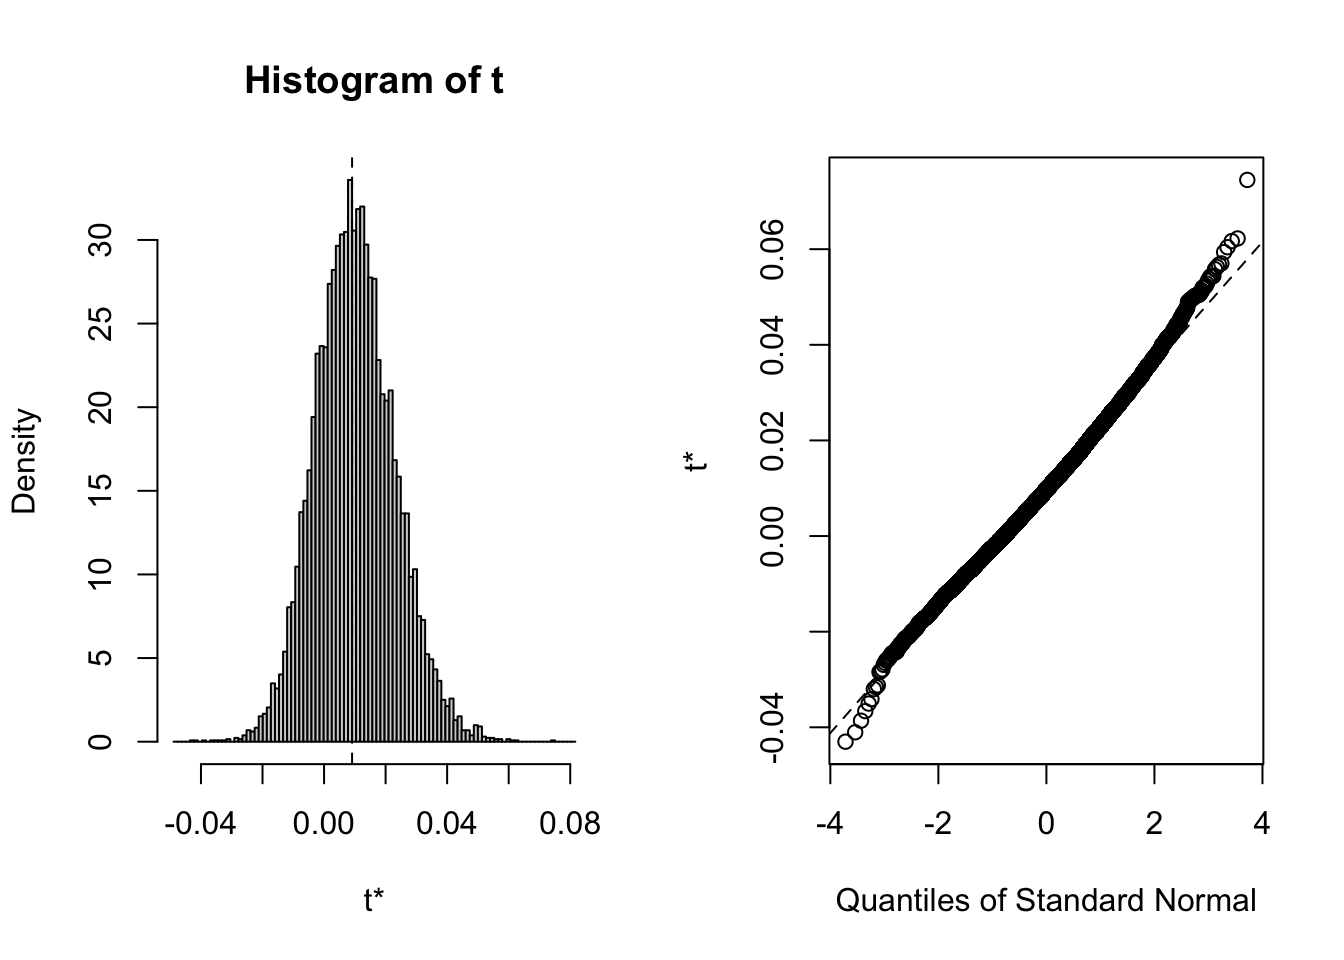 Histogram of t
Density
0 5 10 15 20 25 30
-0.04 0.00 0.04 0.08
t*
t*
-0.04 0.00 0.02 0.04 0.06
-4 -2 0 2 4
Quantiles of Standard Normal